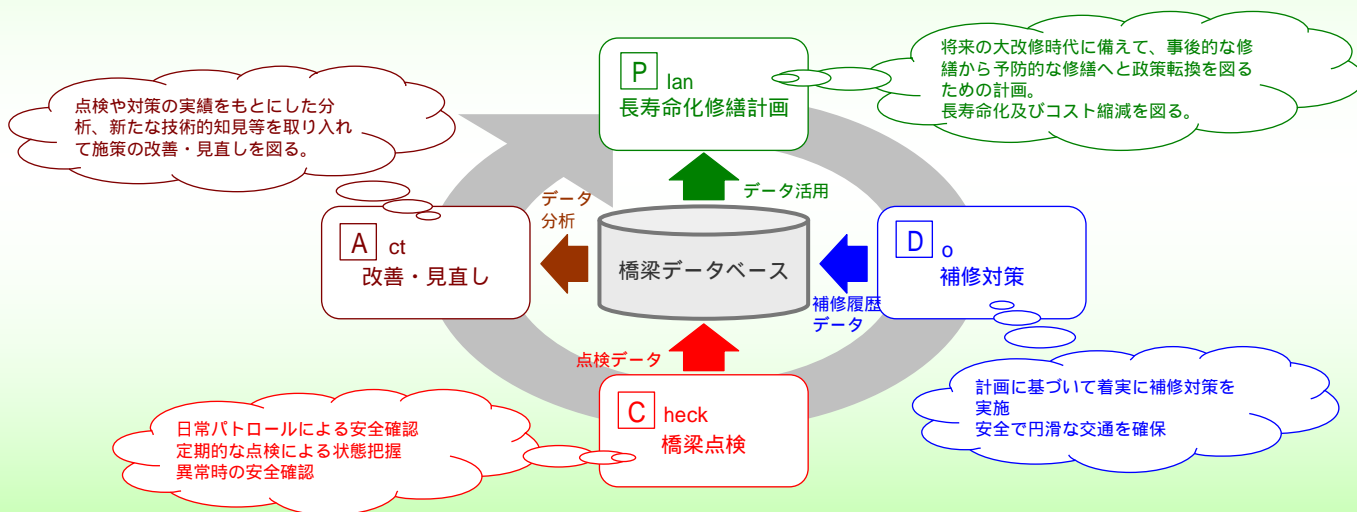 将来の大改修時代に備えて、事後的な修
繕から予防的な修繕へと政策転換を図る
ための計画。
長寿命化及びコスト縮減を図る。
P lan
長寿命化修繕計画
点検や対策の実績をもとにした分
析、新たな技術的知見等を取り入れ
て施策の改善・見直しを図る。
データ活用
データ
分析
A ct
改善・見直し
橋梁データベース
D o
補修対策
補修履歴
データ
点検データ
C heck
橋梁点検
計画に基づいて着実に補修対策を
実施
安全で円滑な交通を確保
日常パトロールによる安全確認
定期的な点検による状態把握
異常時の安全確認